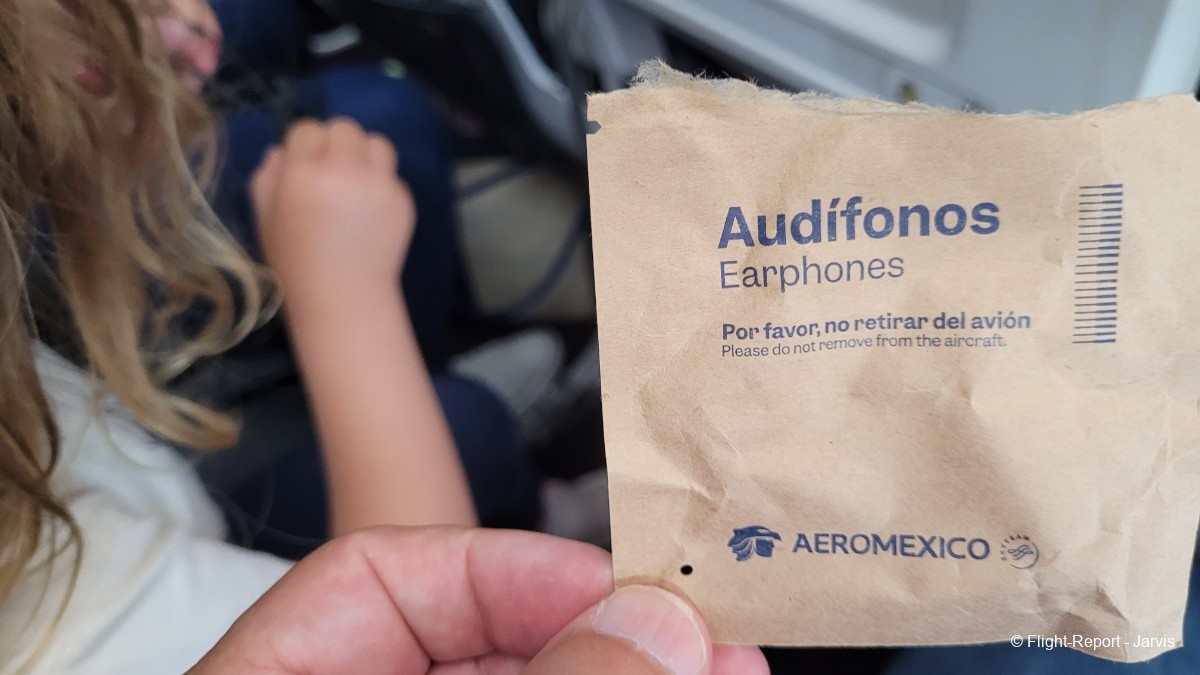 Audífonos
Earphones
Por favor, no retirar del avión
Please do not remove from the aircraft.
AEROMEXICO
SKYTEAM
© Flight-Report - Jarvis